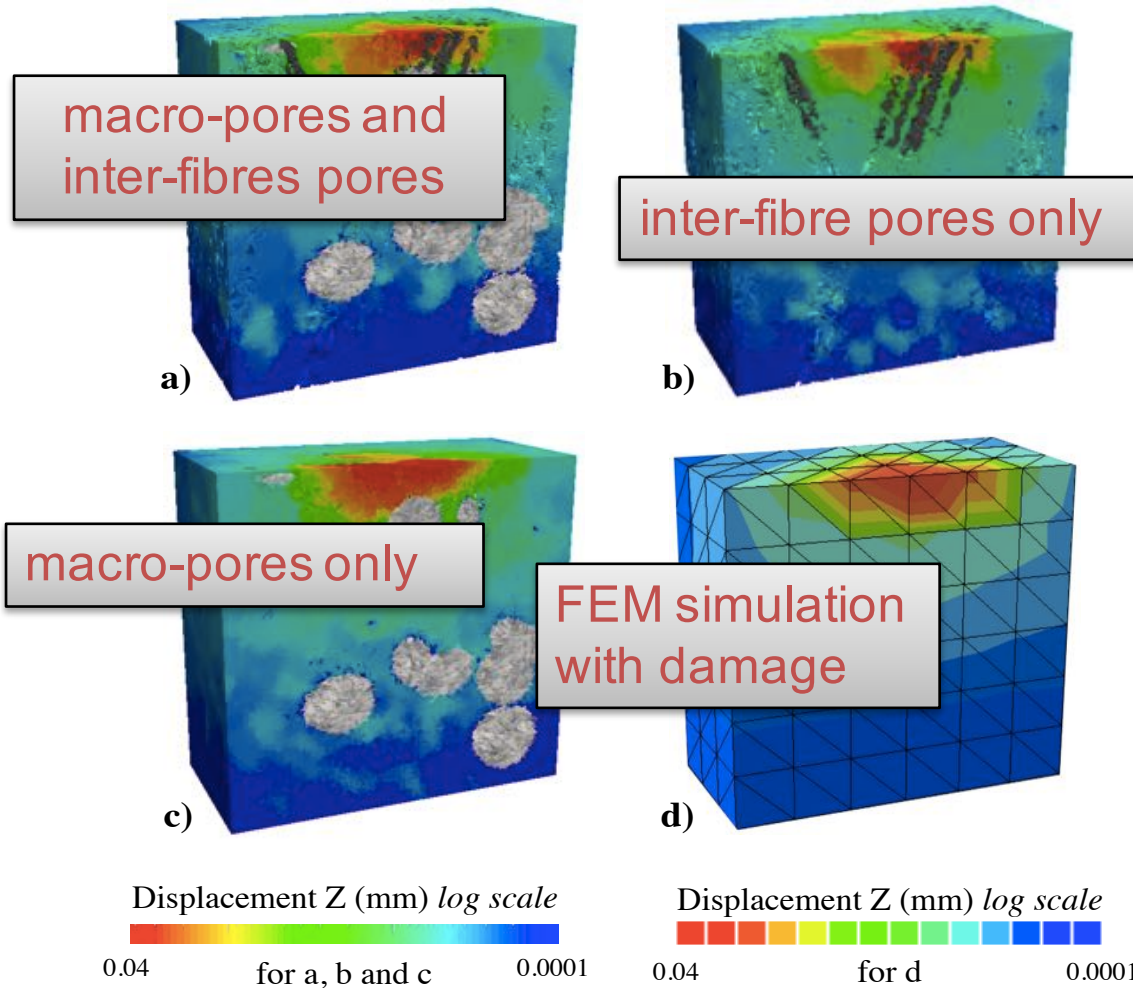 macro-pores and
inter-fibres pores
inter-fibre pores only
a)
b)
macro-pores only
FEM simulation
with damage
c)
d)
Displacement Z (mm) log scale
0.04
for a, b and c
0.0001
Displacement Z (mm) log scale
0.04
for d
0.0001